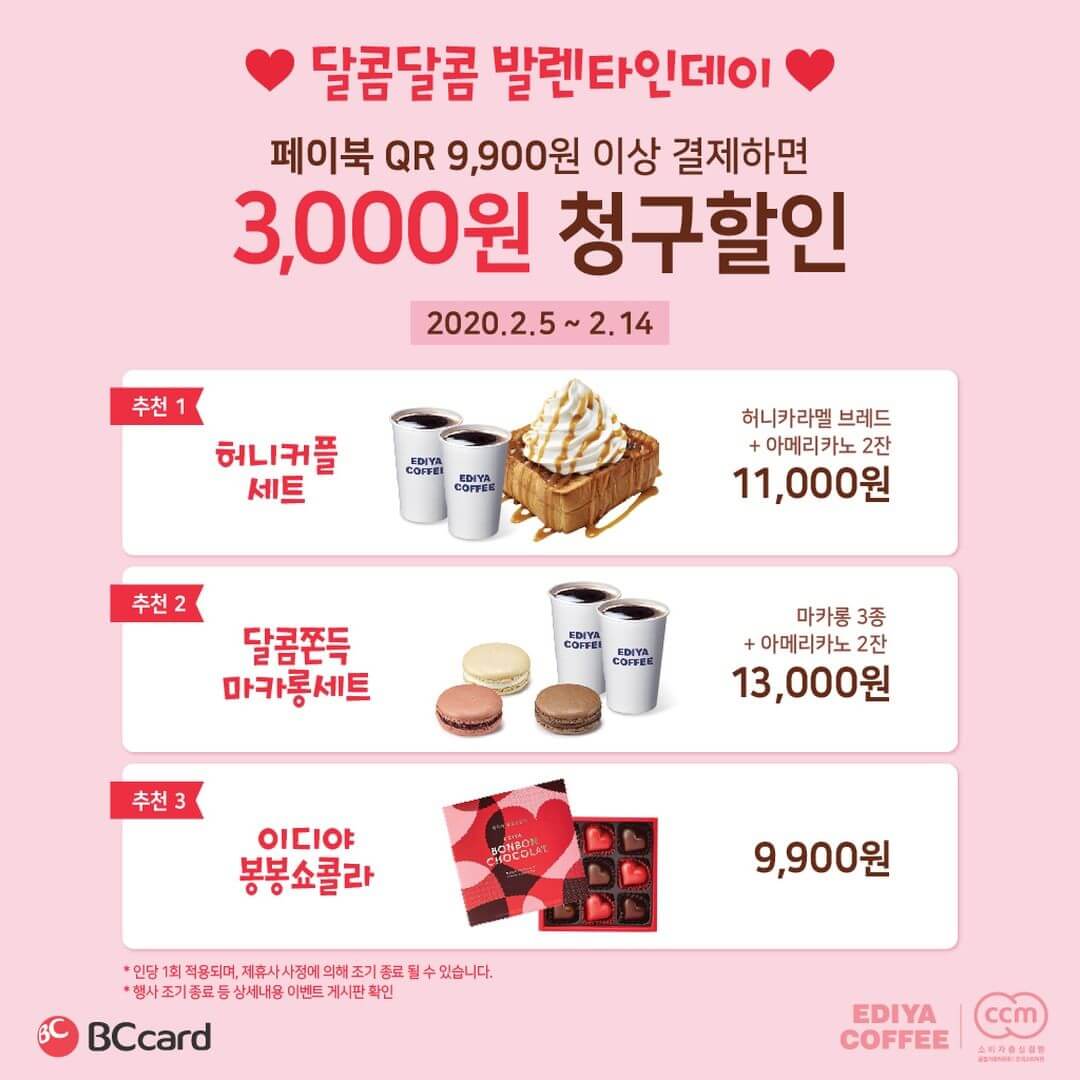 달콤달콤 발렌타인데이
페이북 QR 9,900원 이상 결제하면
3,000원 청구할인
2020.2.5 ~ 2.14
추천 1
허니커플
세트
EDIYA
COFFEE
EDIYA
COFFEE
허니카라멜 브레드
+ 아메리카노 2잔
11,000원
추천 2
달콤쫀득
마카롱세트
EDIYA
COFFEE
EDIYA
COFFEE
마카롱 3종
+ 아메리카노 2잔
13,000원
추천 3
이디야
봉봉쇼콜라
EDIYA
BONBON
CHOCOLAT
9,900원
* 인당 1회 적용되며, 제휴사 사정에 의해 조기 종료 될 수 있습니다.
* 행사 조기 종료 등 상세내용 이벤트 게시판 확인
BC BCcard
EDIYA
COFFEE
ccm
소비자중심경영